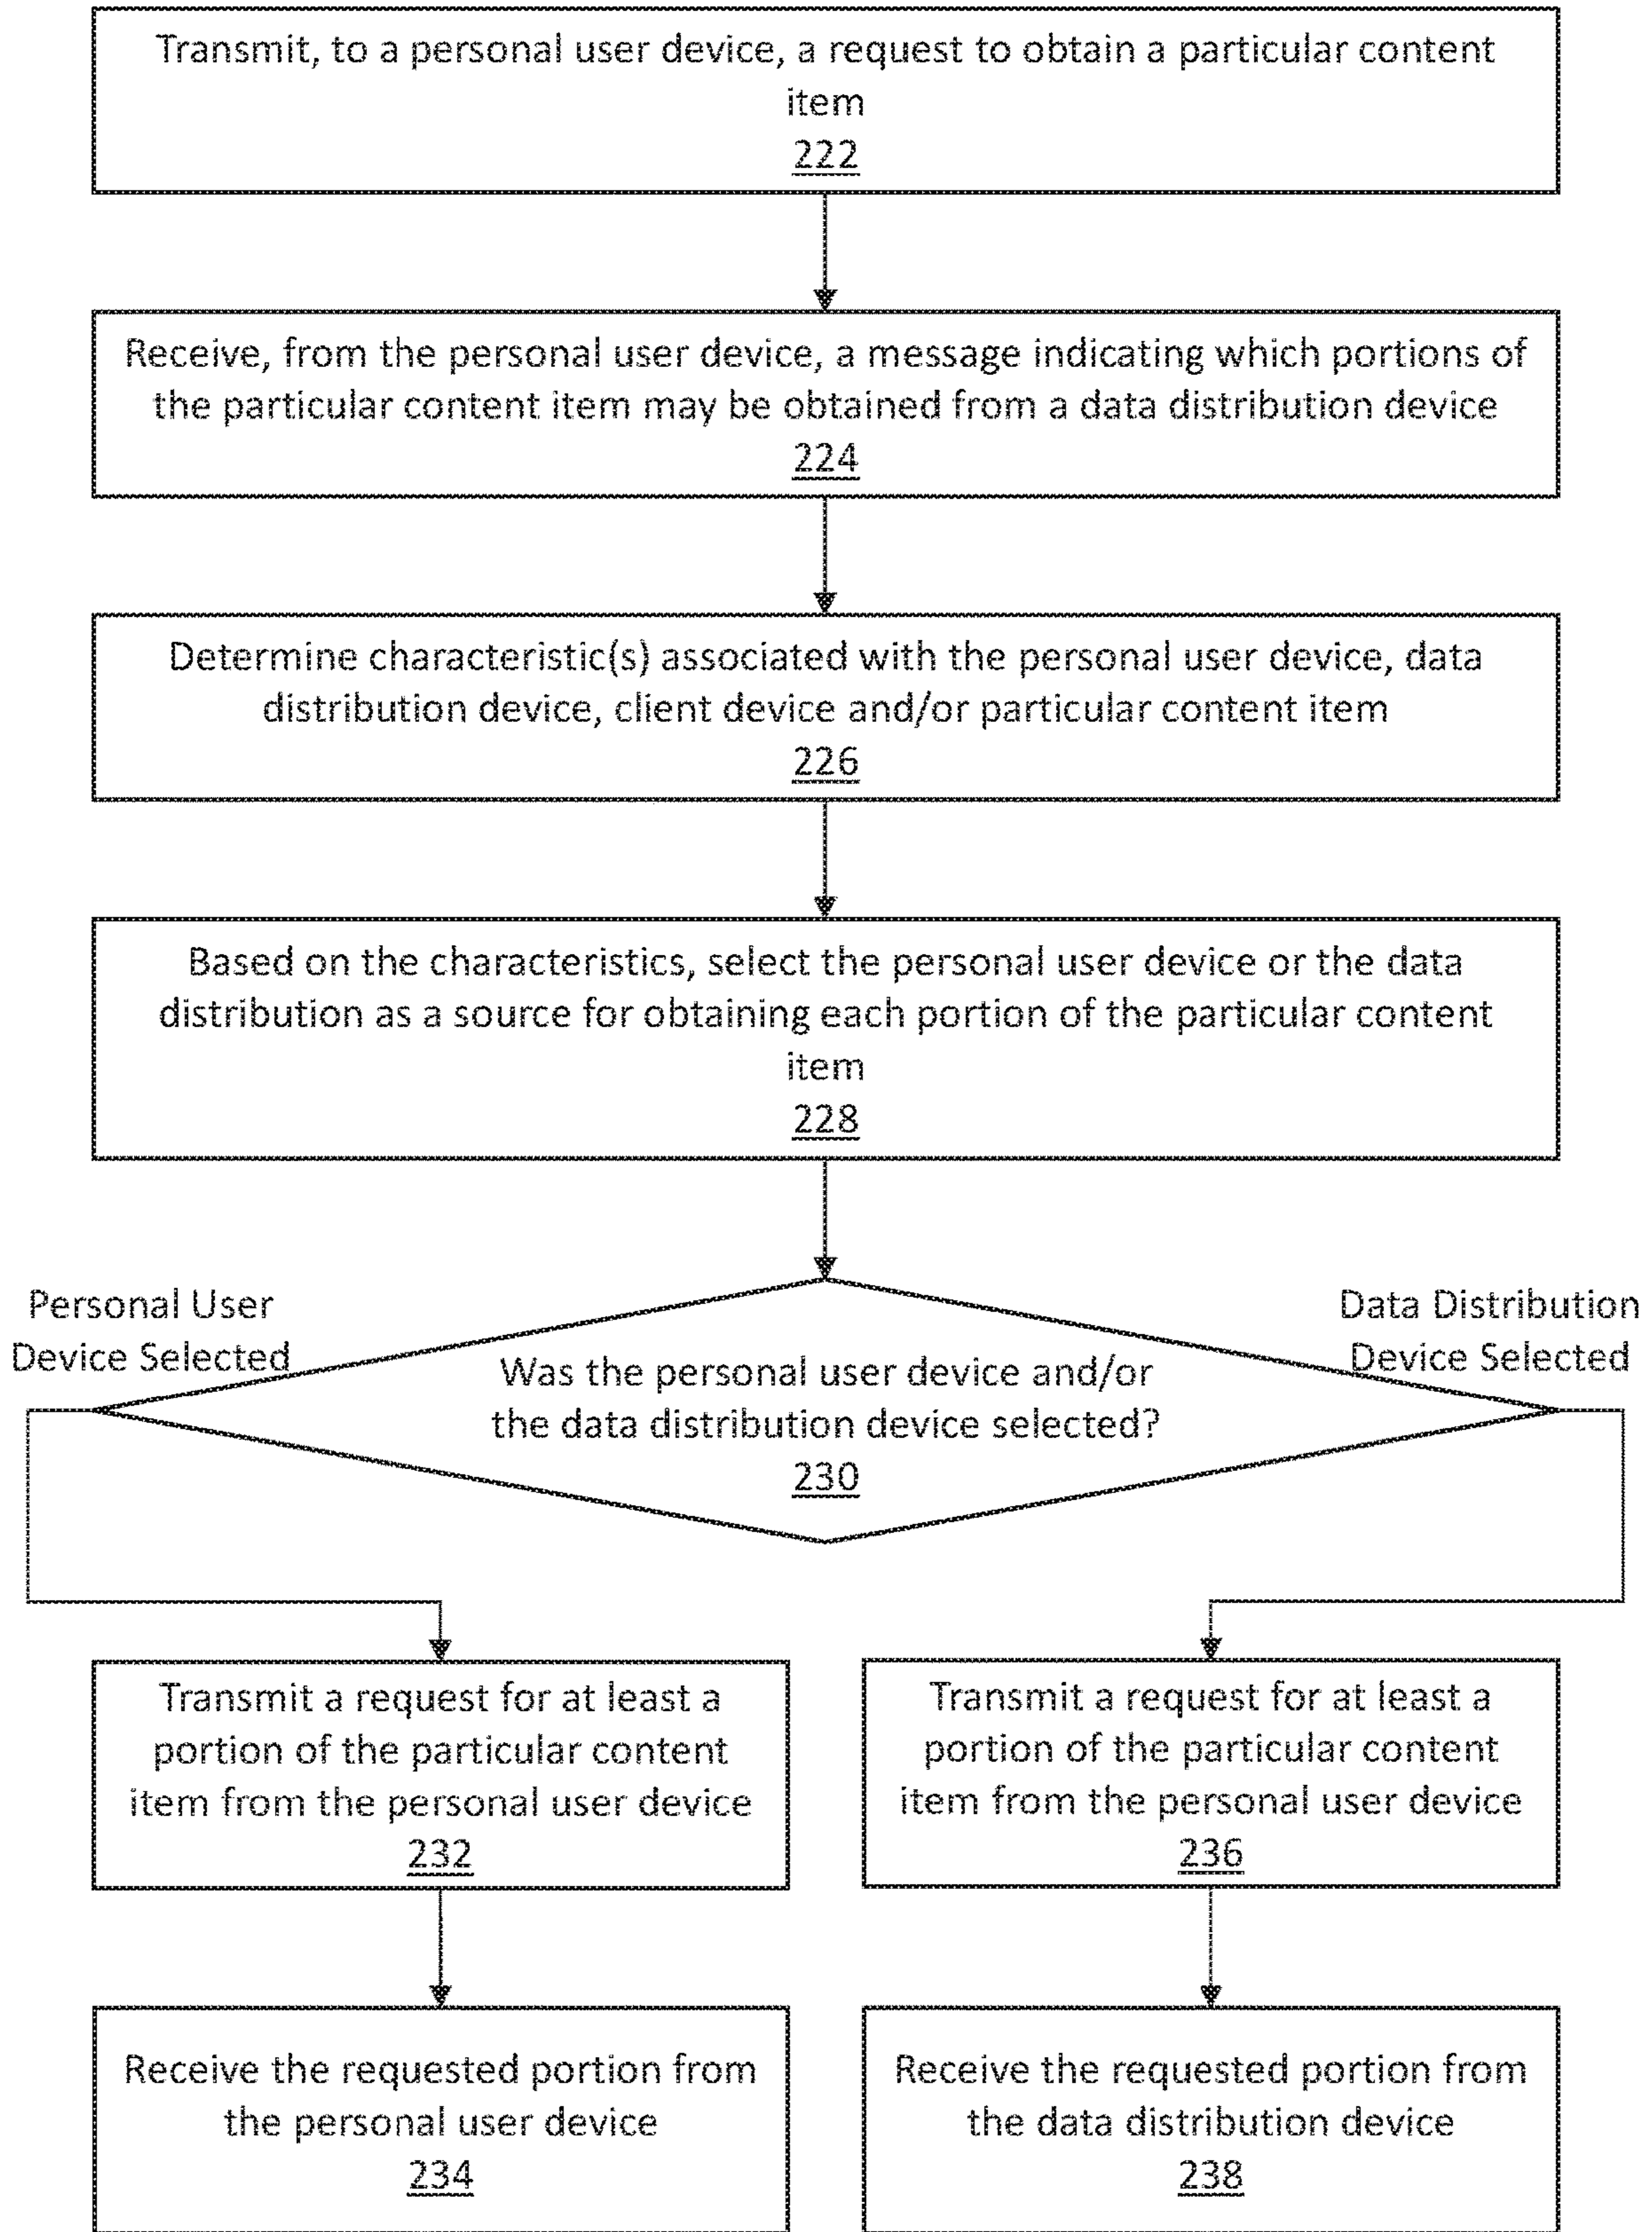 Transmit, to a personal user device, a request to obtain a particular content
item
222
Receive, from the personal user device, a message indicating which portions of
the particular content item may be obtained from a data distribution device
224
Determine characteristic(s) associated with the personal user device, data
distribution device, client device and/or particular content item
226
Based on the characteristics, select the personal user device or the data
distribution as a source for obtaining each portion of the particular content
item
228
Personal User
Device Selected
Data Distribution
Device Selected
Was the personal user device and/or
the data distribution device selected?
230
Transmit a request for at least a
portion of the particular content
item from the personal user device
232
Transmit a request for at least a
portion of the particular content
item from the personal user device
236
Receive the requested portion from
the personal user device
234
Receive the requested portion from
the data distribution device
238